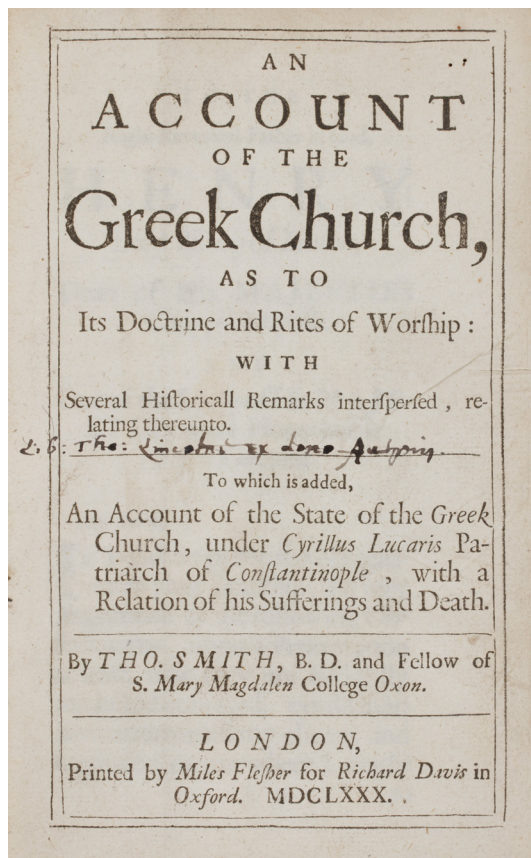 AN
ACCOUNT
OF THE
Greek Church,
AS TO
Its Doctrine and Rites of Worſhip :
WITH
Several Hiſtoricall Remarks interſperſed , re-
lating thereunto.
L. 6: Tho: Lincolne ex dono Authoris.
To which is added,
An Account of the State of the Greek
Church, under Cyrillus Lucaris Pa-
triarch of Conſtantinople , with a
Relation of his Sufferings and Death.
By THO. SMITH, B. D. and Fellow of
S. Mary Magdalen College Oxon.
LONDON,
Printed by Miles Fleſher for Richard Davis in
Oxford. MDCLXXX.